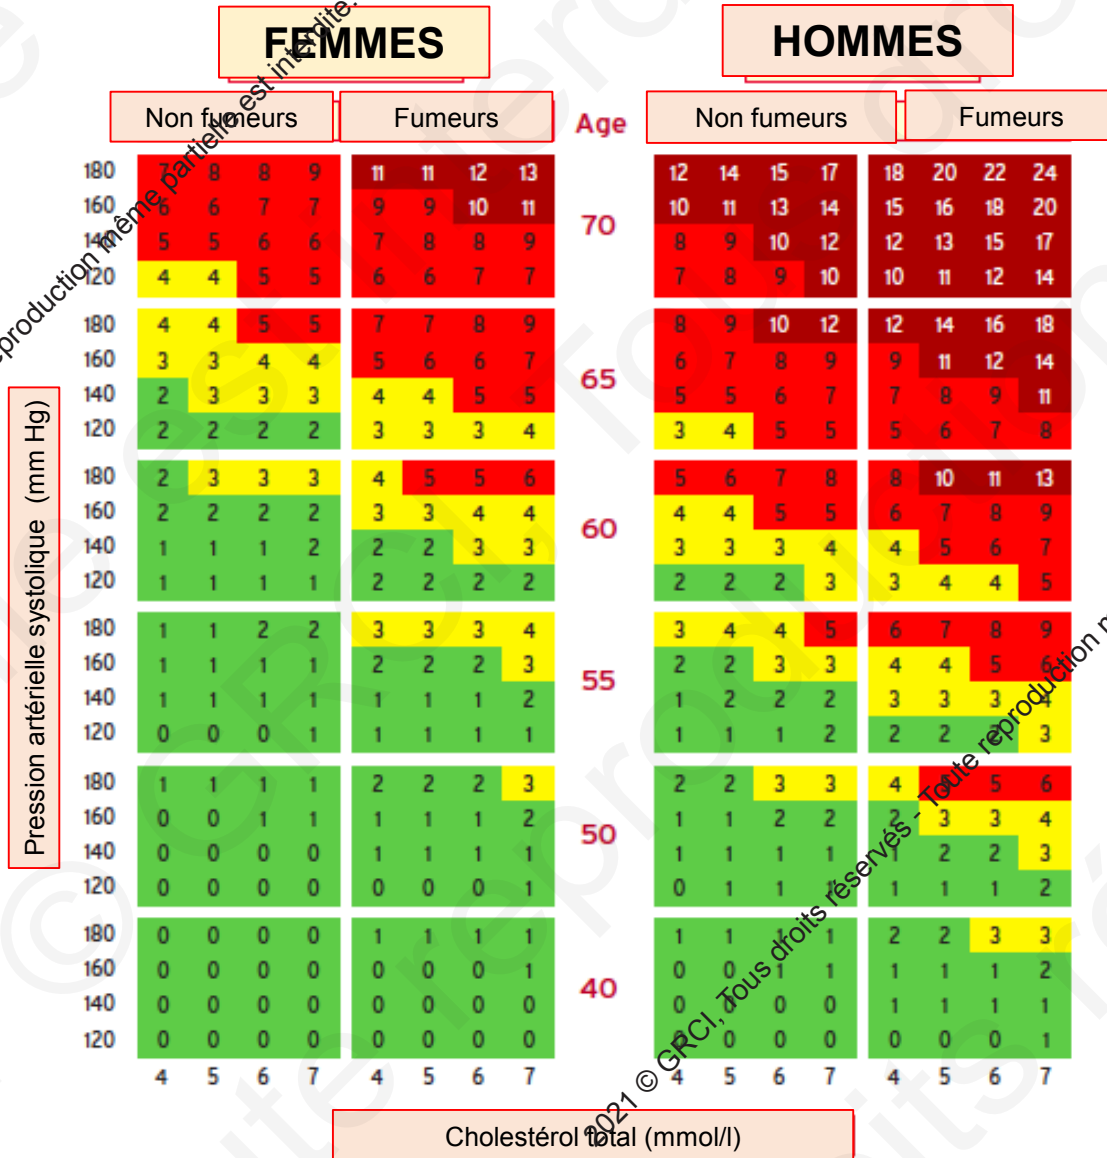 FEMMES HOMMES
Non fumeurs Fumeurs Age Non fumeurs Fumeurs
180 7 8 8 9 11 11 12 13 12 14 15 17 18 20 22 24
160 6 6 7 7 9 9 10 11 10 11 13 14 15 16 18 20
70
140 5 5 6 6 7 8 8 9 8 9 10 12 12 13 15 17
120 4 4 5 5 6 6 7 7 7 8 9 10 10 11 12 14
180 4 4 5 5 7 7 8 9 8 9 10 12 12 14 16 18
160 3 3 4 4 5 6 6 7 6 7 8 9 9 11 12 14
65
140 2 3 3 3 4 4 5 5 5 5 6 7 7 8 9 11
120 2 2 2 2 3 3 3 4 3 4 5 5 5 6 7 8
180 2 3 3 3 4 5 5 6 5 6 7 8 8 10 11 13
160 2 2 2 2 3 3 4 4 4 4 5 5 6 7 8 9
60
140 1 1 1 2 2 2 3 3 3 3 3 4 4 5 6 7
120 1 1 1 1 2 2 2 2 2 2 2 3 3 4 4 5
180 1 1 2 2 3 3 3 4 3 4 4 5 6 7 8 9
160 1 1 1 1 2 2 2 3 2 2 3 3 4 4 5 6
55
140 1 1 1 1 1 1 1 2 1 2 2 2 3 3 3 4
120 0 0 0 1 1 1 1 1 1 1 1 2 2 2 2 3
180 1 1 1 1 2 2 2 3 2 2 3 3 4 5 6
160 0 0 1 1 1 1 1 2 1 1 2 2 2 3 3 4
50
140 0 0 0 0 1 1 1 1 1 1 1 1 1 2 2 3
120 0 0 0 0 0 0 0 1 0 1 1 1 1 1 1 2
180 0 0 0 0 1 1 1 1 1 1 1 1 2 2 3 3
160 0 0 0 0 0 0 0 1 0 0 1 1 1 1 1 2
40
140 0 0 0 0 0 0 0 0 0 0 0 0 1 1 1 1
120 0 0 0 0 0 0 0 0 0 0 0 0 0 0 1
4 5 6 7 4 5 6 7 4 5 6 7 4 5 6 7
Pression artérielle systolique (mm Hg)
Cholestérol total (mmol/l)
même partielle est interdite.
2021 © GRCI, Tous droits réservés - Toute reproduction